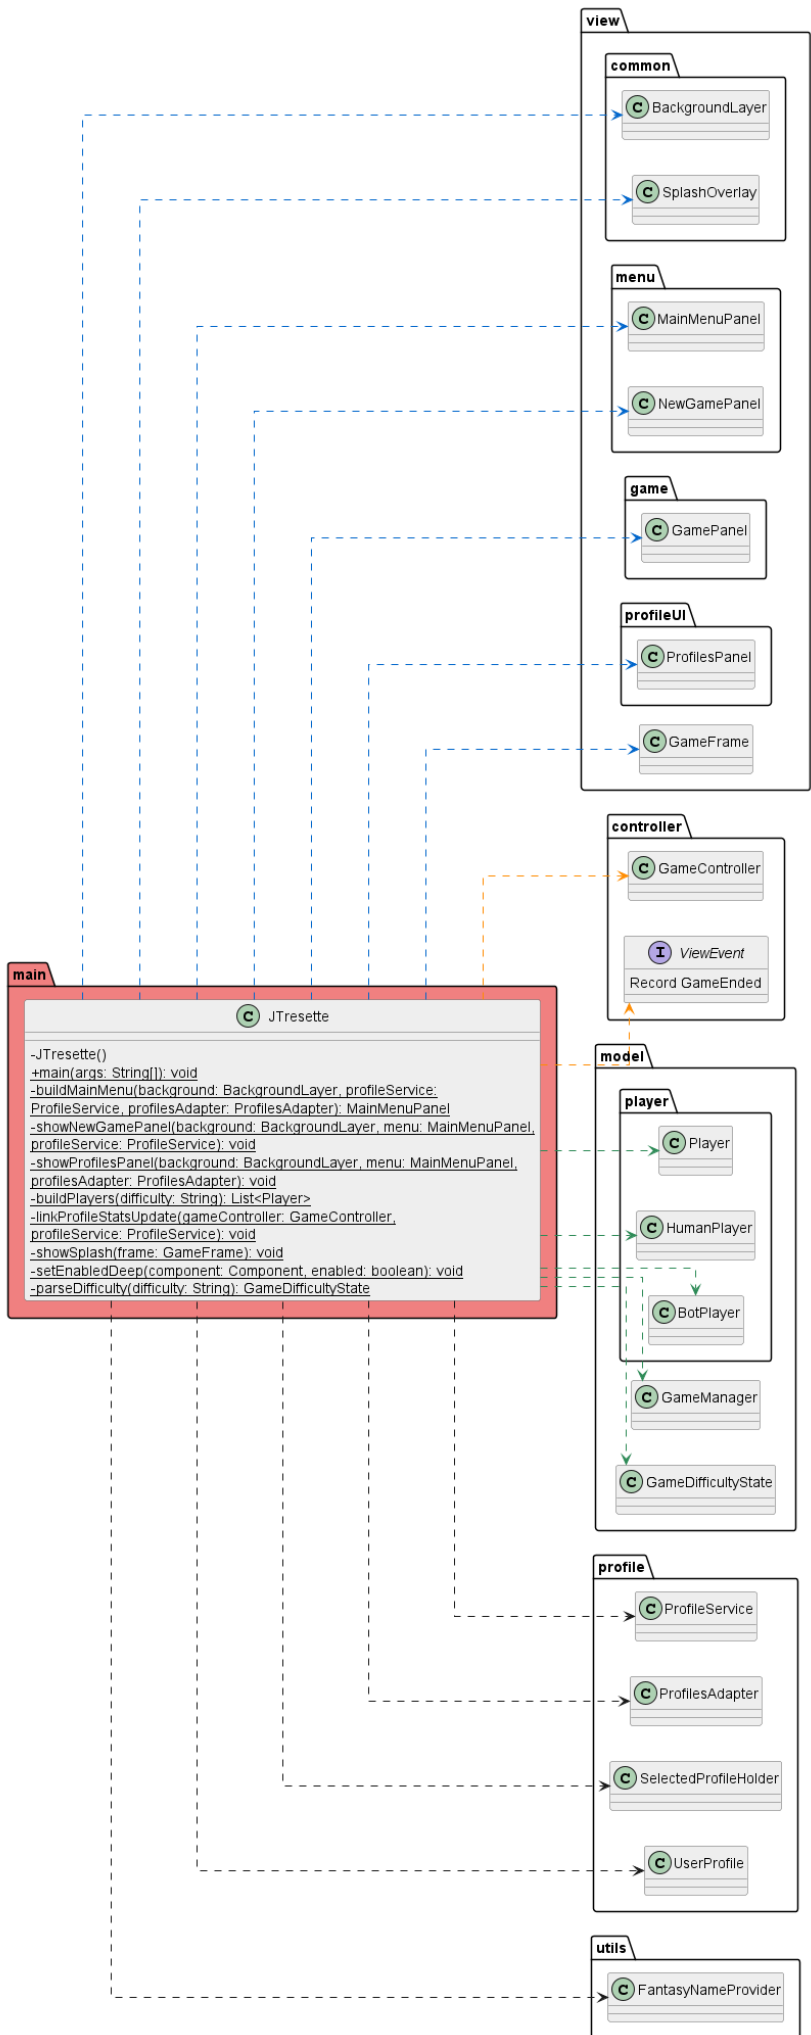 view
common
C BackgroundLayer
C SplashOverlay
menu
C MainMenuPanel
C NewGamePanel
game
C GamePanel
profileUI
C ProfilesPanel
C GameFrame
controller
C GameController
I ViewEvent
Record GameEnded
main
C JTresette
-JTresette()
+main(args: String[]): void
-buildMainMenu(background: BackgroundLayer, profileService:
ProfileService, profilesAdapter: ProfilesAdapter): MainMenuPanel
-showNewGamePanel(background: BackgroundLayer, menu: MainMenuPanel,
profileService: ProfileService): void
-showProfilesPanel(background: BackgroundLayer, menu: MainMenuPanel,
profilesAdapter: ProfilesAdapter): void
-buildPlayers(difficulty: String): List<Player>
-linkProfileStatsUpdate(gameController: GameController,
profileService: ProfileService): void
-showSplash(frame: GameFrame): void
-setEnabledDeep(component: Component, enabled: boolean): void
-parseDifficulty(difficulty: String): GameDifficultyState
model
player
C Player
C HumanPlayer
C BotPlayer
C GameManager
C GameDifficultyState
profile
C ProfileService
C ProfilesAdapter
C SelectedProfileHolder
C UserProfile
utils
C FantasyNameProvider